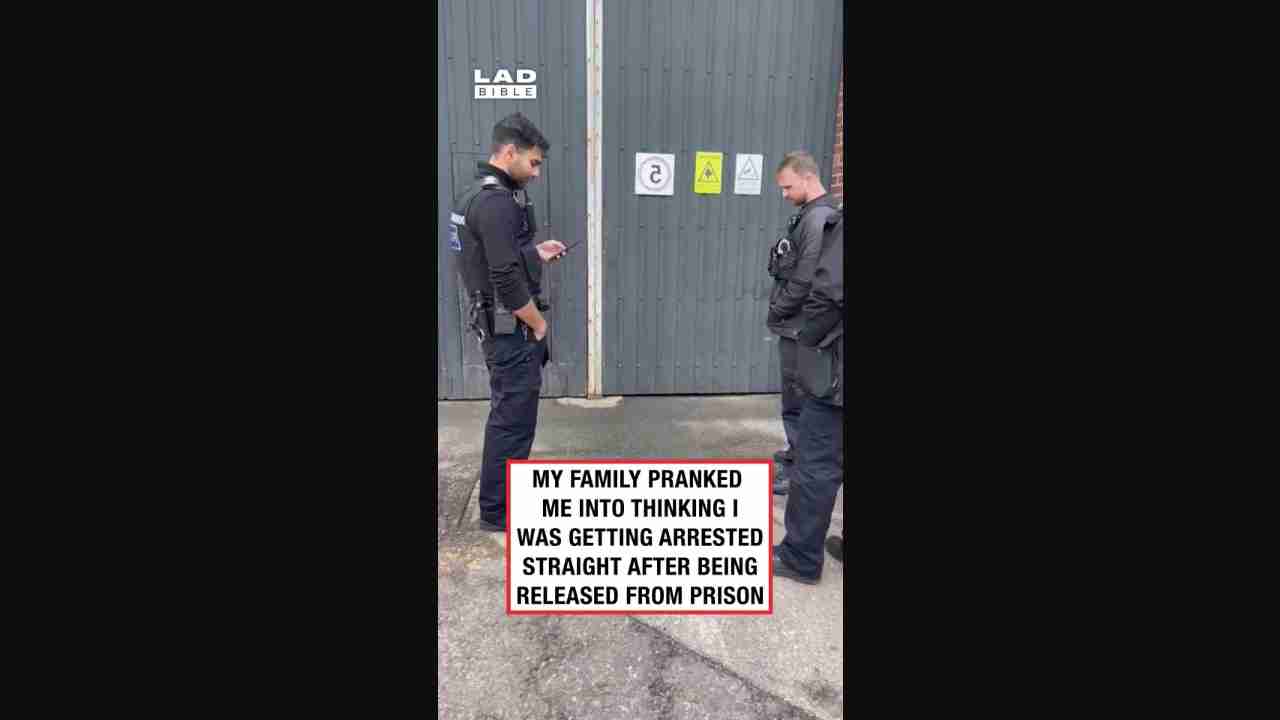 LAD
BIBLE
5
MY FAMILY PRANKED
ME INTO THINKING I
WAS GETTING ARRESTED
STRAIGHT AFTER BEING
RELEASED FROM PRISON